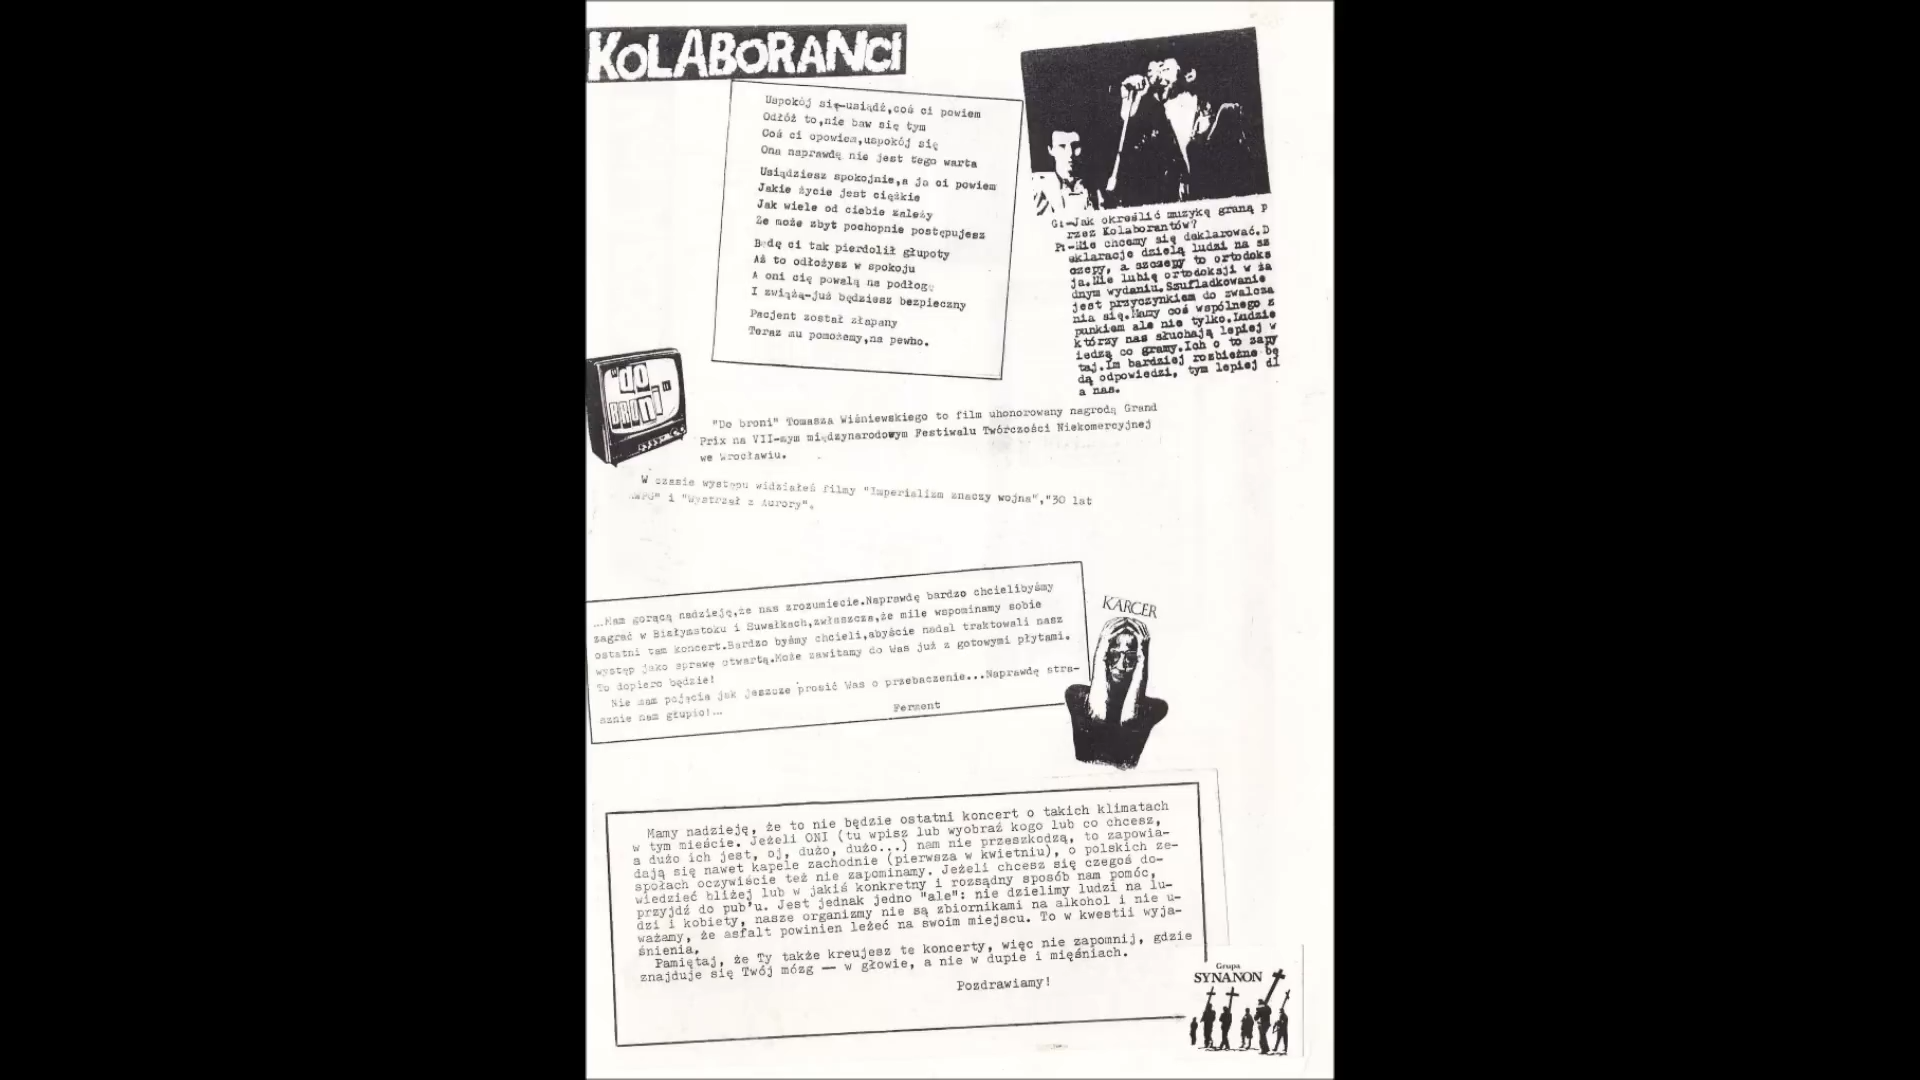 KOLABORANCI
Uspokój się-usiądź,coś ci powiem
Odłóż to,nie baw się tym
Coś ci opowiem,uspokój się
Ona naprawdę nie jest tego warta
Usiądziesz spokojnie,a ja ci powiem
Jakie życie jest ciężkie
Jak wiele od ciebie zależy
Że może zbyt pochopnie postępujesz
Będę ci tak pierdolił głupoty
Aż to odłożysz w spokoju
A oni cię powalą na podłogę
I zwiążą-już będziesz bezpieczny
Pacjent został złapany
Teraz mu pomożemy,na pewno.
G:-Jak określić muzykę graną p
rzez Kolaborantów?
P:-Nie chcemy się deklarować.D
eklaracje dzielą ludzi na sz
czepy, a szczepy to ortodoks
ja.Nie lubię ortodoksji w ża
dnym wydaniu.Szufladkowanie
jest przyczynkiem do zwalcza
nia się.Mamy coś wspólnego z
punkiem ale nie tylko.Ludzie
którzy nas słuchają lepiej w
iedzą co gramy.Ich o to zapy
taj.Im bardziej rozbieżne bę
dą odpowiedzi, tym lepiej dl
a nas.
"do
BRONI"
"Do broni" Tomasza Wiśniewskiego to film uhonorowany nagrodą Grand
Prix na VII-mym międzynarodowym Festiwalu Twórczości Niekomercyjnej
we Wrocławiu.
W czasie występu widziałeś filmy "Imperializm znaczy wojna","30 lat
RWPG" i "Wystrzał z Aurory".
...Mam gorącą nadzieję,że nas zrozumiecie.Naprawdę bardzo chcielibyśmy
zagrać w Białymstoku i Suwałkach,zwłaszcza,że mile wspominamy sobie
ostatni tam koncert.Bardzo byśmy chcieli,abyście nadal traktowali nasz
występ jako sprawę otwartą.Może zawitamy do Was już z gotowymi płytami.
To dopiero będzie!
Nie mam pojęcia jak jeszcze prosić Was o przebaczenie...Naprawdę stra-
sznie nam głupio!...
Ferment
KARCER
Mamy nadzieję, że to nie będzie ostatni koncert o takich klimatach
w tym mieście. Jeżeli ONI (tu wpisz lub wyobraź kogo lub co chcesz,
a dużo ich jest, oj, dużo, dużo...) nam nie przeszkodzą, to zapowia-
dają się nawet kapele zachodnie (pierwsza w kwietniu), o polskich ze-
społach oczywiście też nie zapominamy. Jeżeli chcesz się czegoś do-
wiedzieć bliżej lub w jakiś konkretny i rozsądny sposób nam pomóc,
przyjdź do pub'u. Jest jednak jedno "ale": nie dzielimy ludzi na lu-
dzi i kobiety, nasze organizmy nie są zbiornikami na alkohol i nie u-
ważamy, że asfalt powinien leżeć na swoim miejscu. To w kwestii wyja-
śnienia.
Pamiętaj, że Ty także kreujesz te koncerty, więc nie zapomnij, gdzie
znajduje się Twój mózg — w głowie, a nie w dupie i mięśniach.
Pozdrawiamy!
Grupa
SYNANON